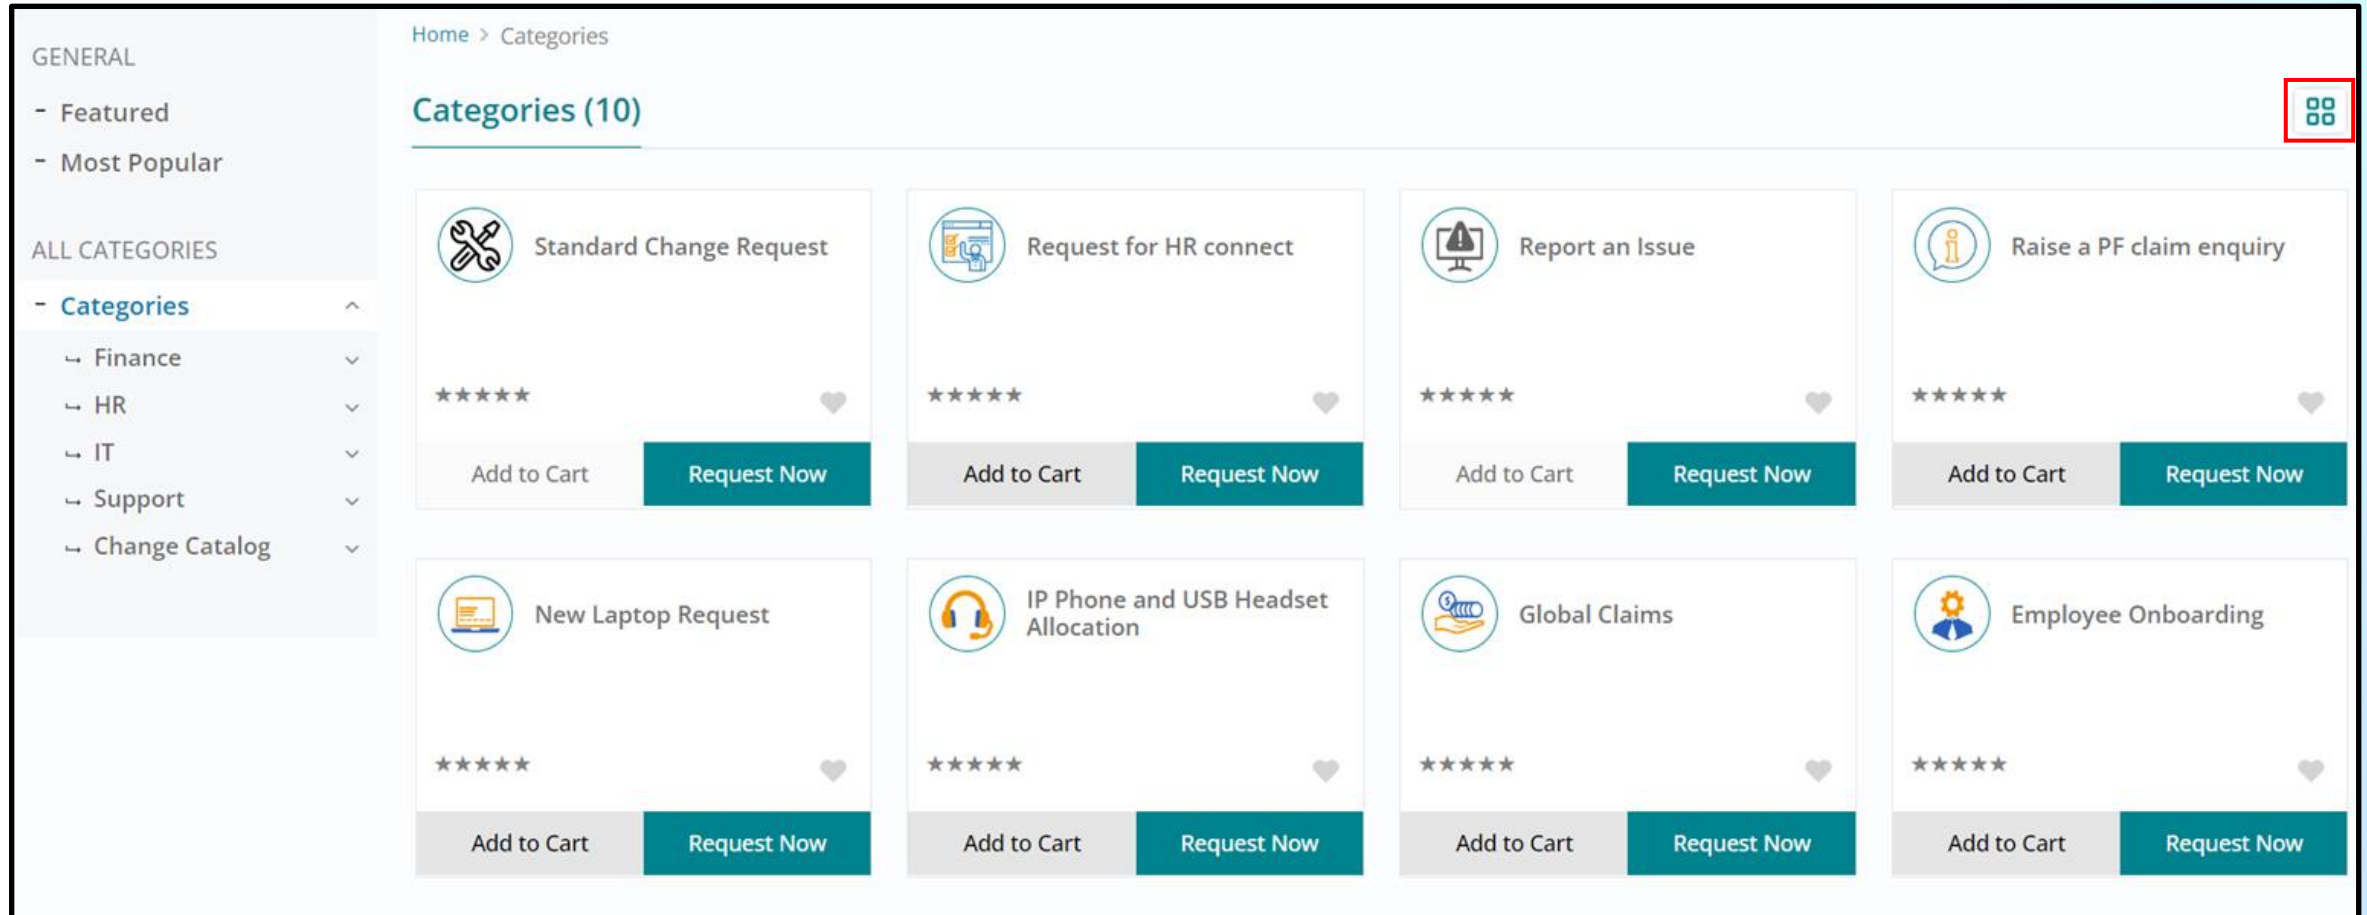 GENERAL
- Featured
- Most Popular
ALL CATEGORIES
- Categories
Finance
HR
IT
Support
Change Catalog
Home > Categories
Categories (10)
Standard Change Request
Add to Cart
Request Now
Request for HR connect
Add to Cart
Request Now
Report an Issue
Add to Cart
Request Now
Raise a PF claim enquiry
Add to Cart
Request Now
New Laptop Request
Add to Cart
Request Now
IP Phone and USB Headset
Allocation
Add to Cart
Request Now
Global Claims
Add to Cart
Request Now
Employee Onboarding
Add to Cart
Request Now